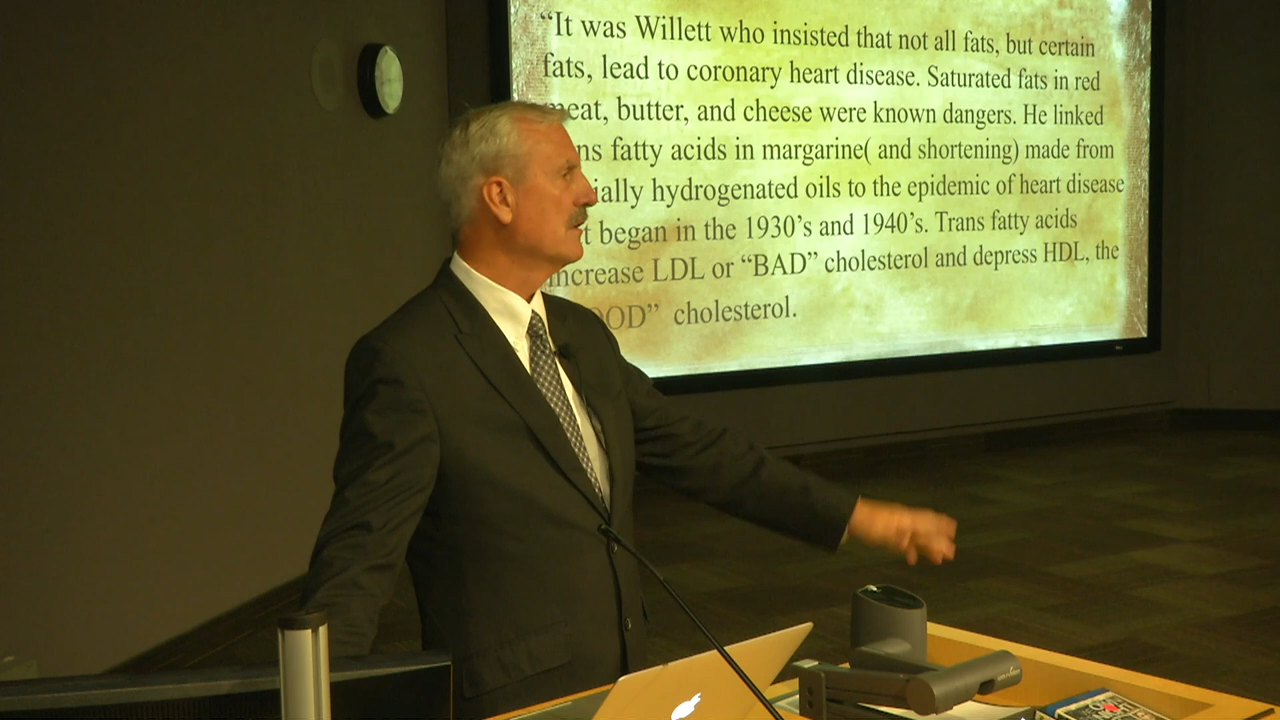 “It was Willett who insisted that not all fats, but certain
fats, lead to coronary heart disease. Saturated fats in red
meat, butter, and cheese were known dangers. He linked
fatty acids in margarine( and shortening) made from
hydrogenated oils to the epidemic of heart disease
began in the 1930’s and 1940’s. Trans fatty acids
increase LDL or “BAD” cholesterol and depress HDL, the
cholesterol.